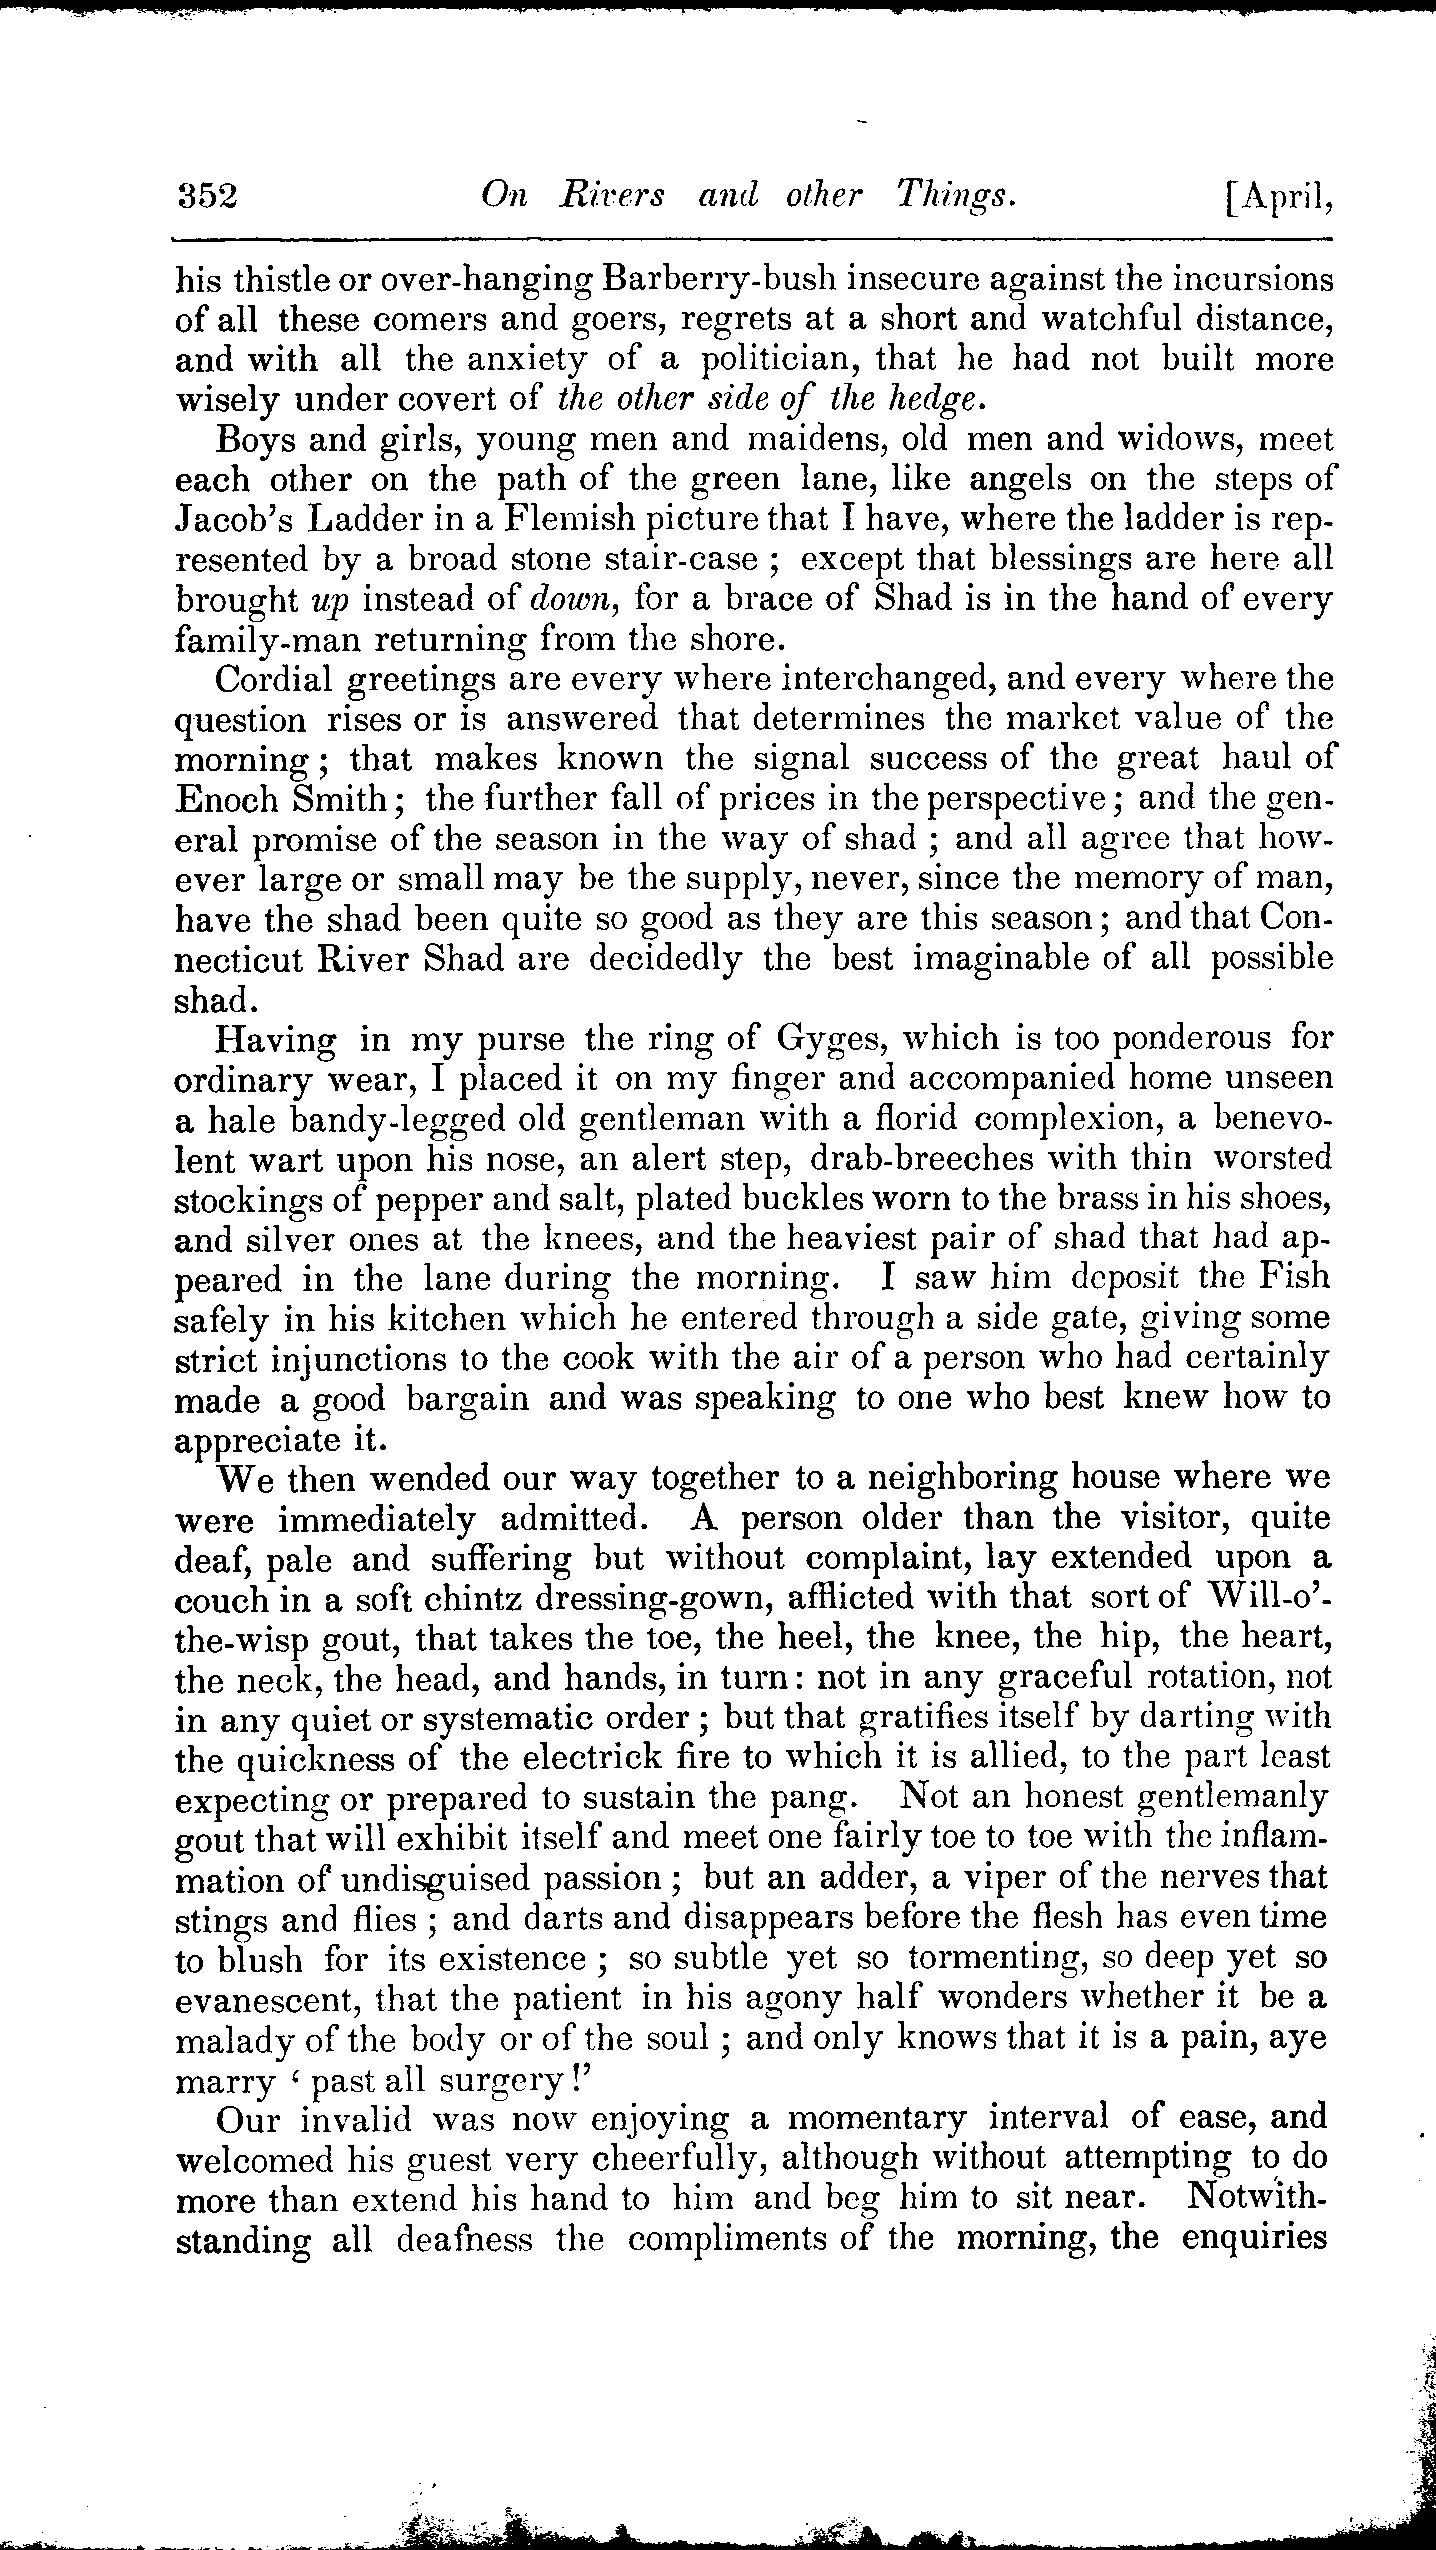 352 On Rivers and other Things. [April,
his thistle or over-hanging Barberry-bush insecure against the incursions
of all these comers and goers, regrets at a short and watchful distance,
and with all the anxiety of a politician, that he had not built more
wisely under covert of the other side of the hedge.
Boys and girls, young men and maidens, old men and widows, meet
each other on the path of the green lane, like angels on the steps of
Jacob's Ladder in a Flemish picture that I have, where the ladder is rep-
resented by a broad stone stair-case ; except that blessings are here all
brought up instead of down, for a brace of Shad is in the hand of every
family-man returning from the shore.
Cordial greetings are every where interchanged, and every where the
question rises or is answered that determines the market value of the
morning ; that makes known the signal success of the great haul of
Enoch Smith ; the further fall of prices in the perspective ; and the gen-
eral promise of the season in the way of shad ; and all agree that how-
ever large or small may be the supply, never, since the memory of man,
have the shad been quite so good as they are this season ; and that Con-
necticut River Shad are decidedly the best imaginable of all possible
shad.
Having in my purse the ring of Gyges, which is too ponderous for
ordinary wear, I placed it on my finger and accompanied home unseen
a hale bandy-legged old gentleman with a florid complexion, a benevo-
lent wart upon his nose, an alert step, drab-breeches with thin worsted
stockings of pepper and salt, plated buckles worn to the brass in his shoes,
and silver ones at the knees, and the heaviest pair of shad that had ap-
peared in the lane during the morning. I saw him deposit the Fish
safely in his kitchen which he entered through a side gate, giving some
strict injunctions to the cook with the air of a person who had certainly
made a good bargain and was speaking to one who best knew how to
appreciate it.
We then wended our way together to a neighboring house where we
were immediately admitted. A person older than the visitor, quite
deaf, pale and suffering but without complaint, lay extended upon a
couch in a soft chintz dressing-gown, afflicted with that sort of Will-o'-
the-wisp gout, that takes the toe, the heel, the knee, the hip, the heart,
the neck, the head, and hands, in turn : not in any graceful rotation, not
in any quiet or systematic order ; but that gratifies itself by darting with
the quickness of the electrick fire to which it is allied, to the part least
expecting or prepared to sustain the pang. Not an honest gentlemanly
gout that will exhibit itself and meet one fairly toe to toe with the inflam-
mation of undisguised passion ; but an adder, a viper of the nerves that
stings and flies ; and darts and disappears before the flesh has even time
to blush for its existence ; so subtle yet so tormenting, so deep yet so
evanescent, that the patient in his agony half wonders whether it be a
malady of the body or of the soul ; and only knows that it is a pain, aye
marry ‘ past all surgery !’
Our invalid was now enjoying a momentary interval of ease, and
welcomed his guest very cheerfully, although without attempting to do
more than extend his hand to him and beg him to sit near. Notwith-
standing all deafness the compliments of the morning, the enquiries